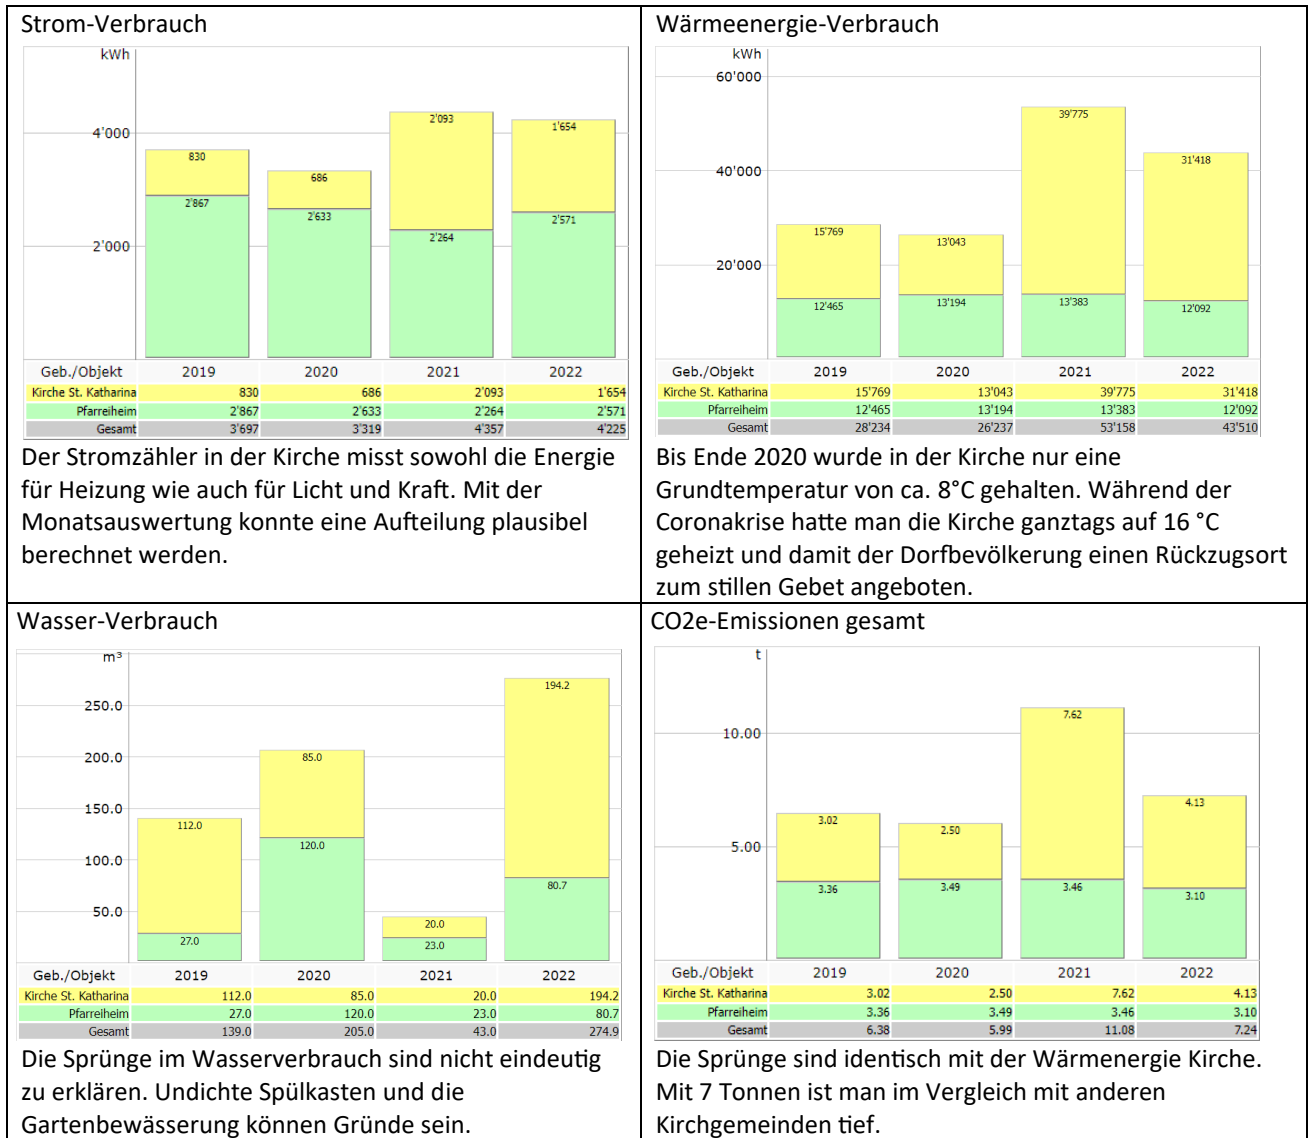 Strom-Verbrauch
kWh
4'000
2'000
830
2'867
686
2'633
2'093
2'264
1'654
2'571
Geb./Objekt 2019 2020 2021 2022
Kirche St. Katharina 830 686 2'093 1'654
Pfarreiheim 2'867 2'633 2'264 2'571
Gesamt 3'697 3'319 4'357 4'225
Der Stromzähler in der Kirche misst sowohl die Energie
für Heizung wie auch für Licht und Kraft. Mit der
Monatsauswertung konnte eine Aufteilung plausibel
berechnet werden.
Wärmeenergie-Verbrauch
kWh
60'000
40'000
20'000
15'769
12'465
13'043
13'194
39'775
13'383
31'418
12'092
Geb./Objekt 2019 2020 2021 2022
Kirche St. Katharina 15'769 13'043 39'775 31'418
Pfarreiheim 12'465 13'194 13'383 12'092
Gesamt 28'234 26'237 53'158 43'510
Bis Ende 2020 wurde in der Kirche nur eine
Grundtemperatur von ca. 8°C gehalten. Während der
Coronakrise hatte man die Kirche ganztags auf 16 °C
geheizt und damit der Dorfbevölkerung einen Rückzugsort
zum stillen Gebet angeboten.
Wasser-Verbrauch
m³
250.0
200.0
150.0
100.0
50.0
112.0
27.0
85.0
120.0
20.0
23.0
194.2
80.7
Geb./Objekt 2019 2020 2021 2022
Kirche St. Katharina 112.0 85.0 20.0 194.2
Pfarreiheim 27.0 120.0 23.0 80.7
Gesamt 139.0 205.0 43.0 274.9
Die Sprünge im Wasserverbrauch sind nicht eindeutig
zu erklären. Undichte Spülkasten und die
Gartenbewässerung können Gründe sein.
CO2e-Emissionen gesamt
t
10.00
5.00
3.02
3.36
2.50
3.49
7.62
3.46
4.13
3.10
Geb./Objekt 2019 2020 2021 2022
Kirche St. Katharina 3.02 2.50 7.62 4.13
Pfarreiheim 3.36 3.49 3.46 3.10
Gesamt 6.38 5.99 11.08 7.24
Die Sprünge sind identisch mit der Wärmenergie Kirche.
Mit 7 Tonnen ist man im Vergleich mit anderen
Kirchgemeinden tief.